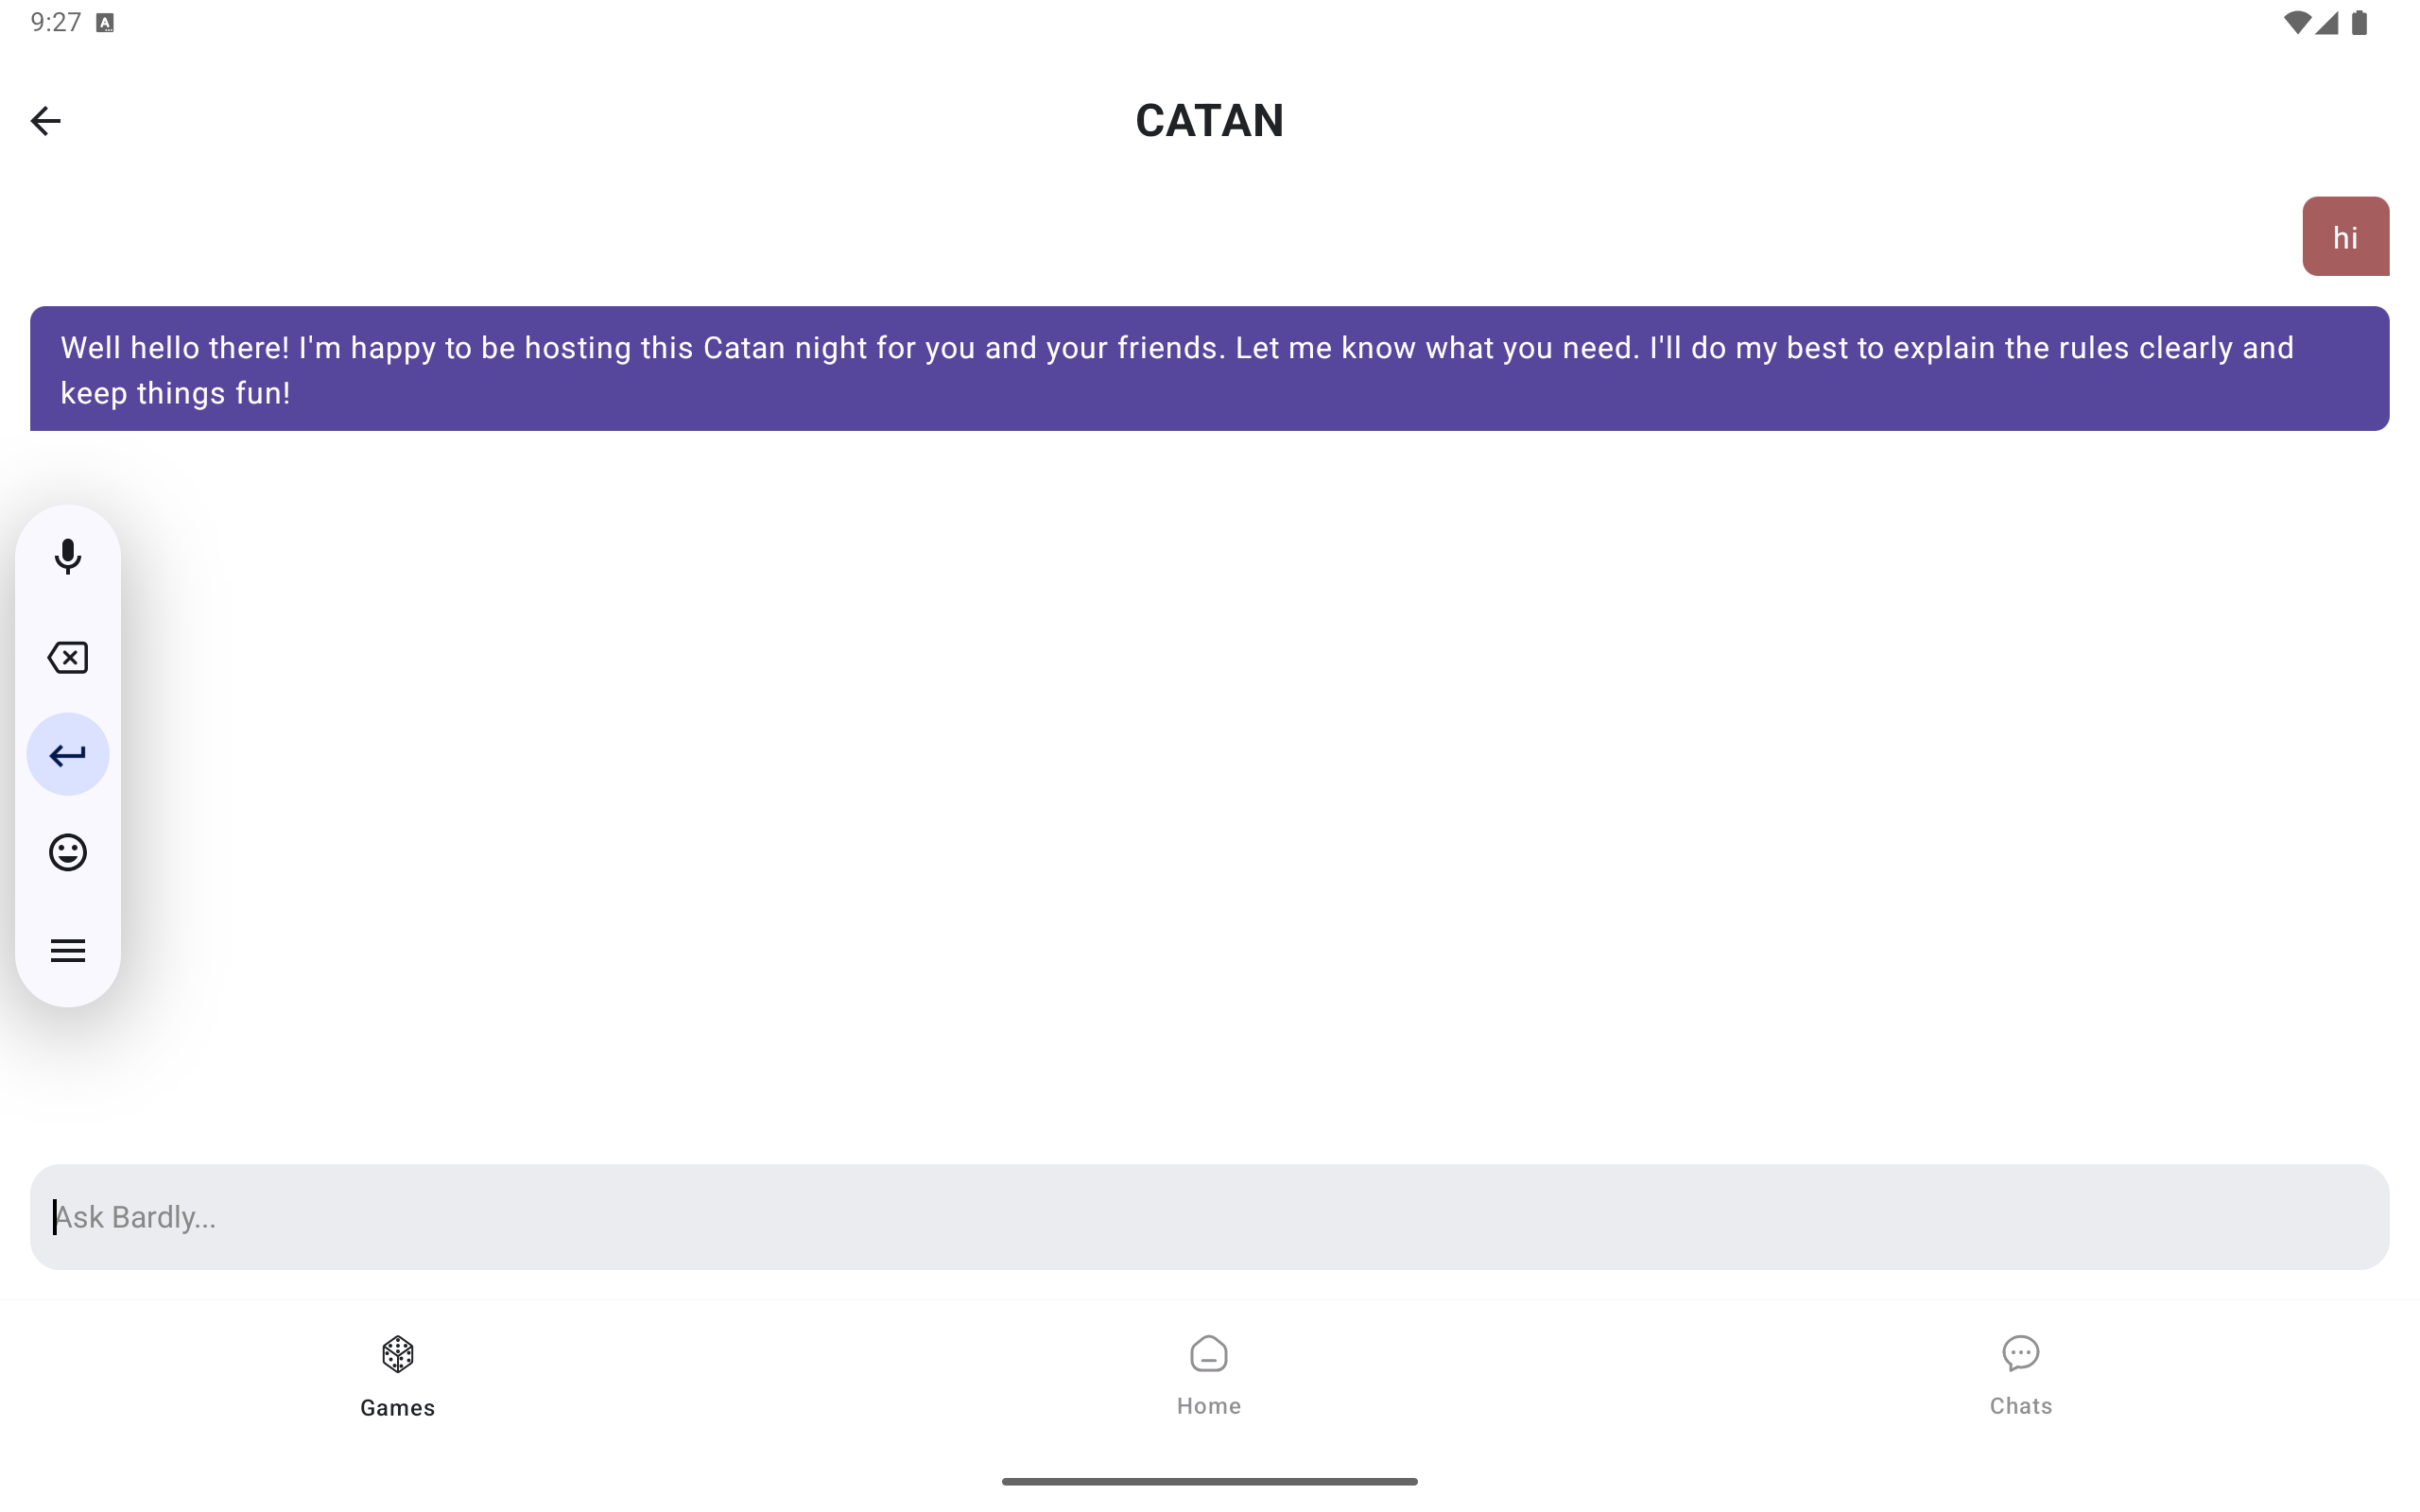 9:27
CATAN
hi
Well hello there! I'm happy to be hosting this Catan night for you and your friends. Let me know what you need. I'll do my best to explain the rules clearly and
keep things fun!
Ask Bardly...
Games
Home
Chats